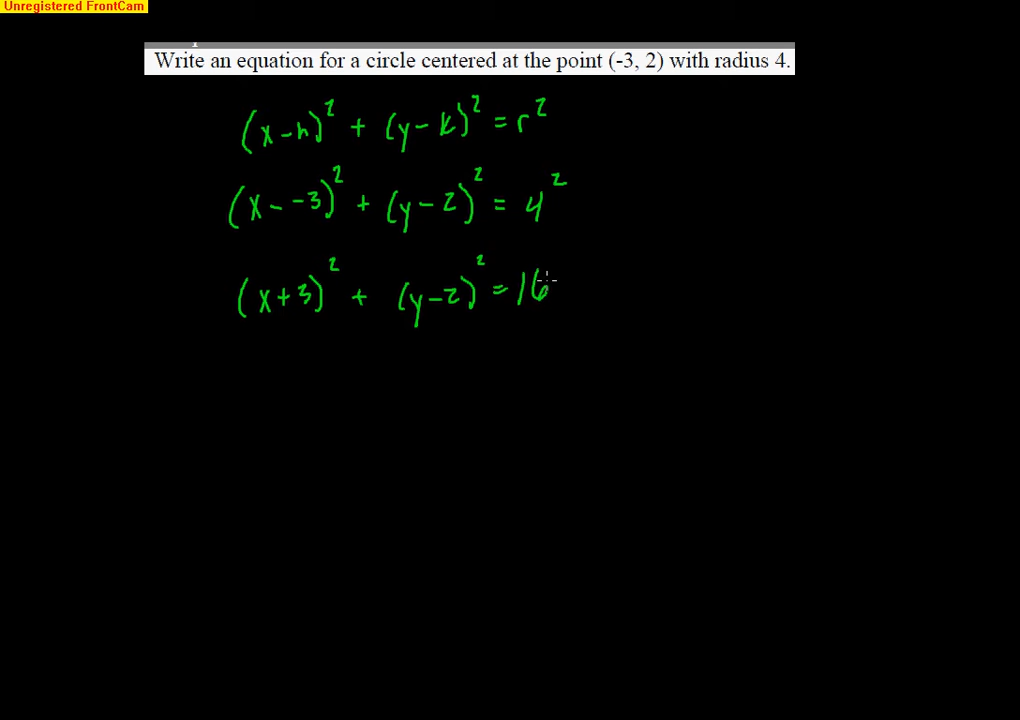 Unregistered FrontCam
Write an equation for a circle centered at the point (-3, 2) with radius 4.
(x-h)² + (y-k)² = r²
(x--3)² + (y-2)² = 4²
(x+3)² + (y-2)² = 16